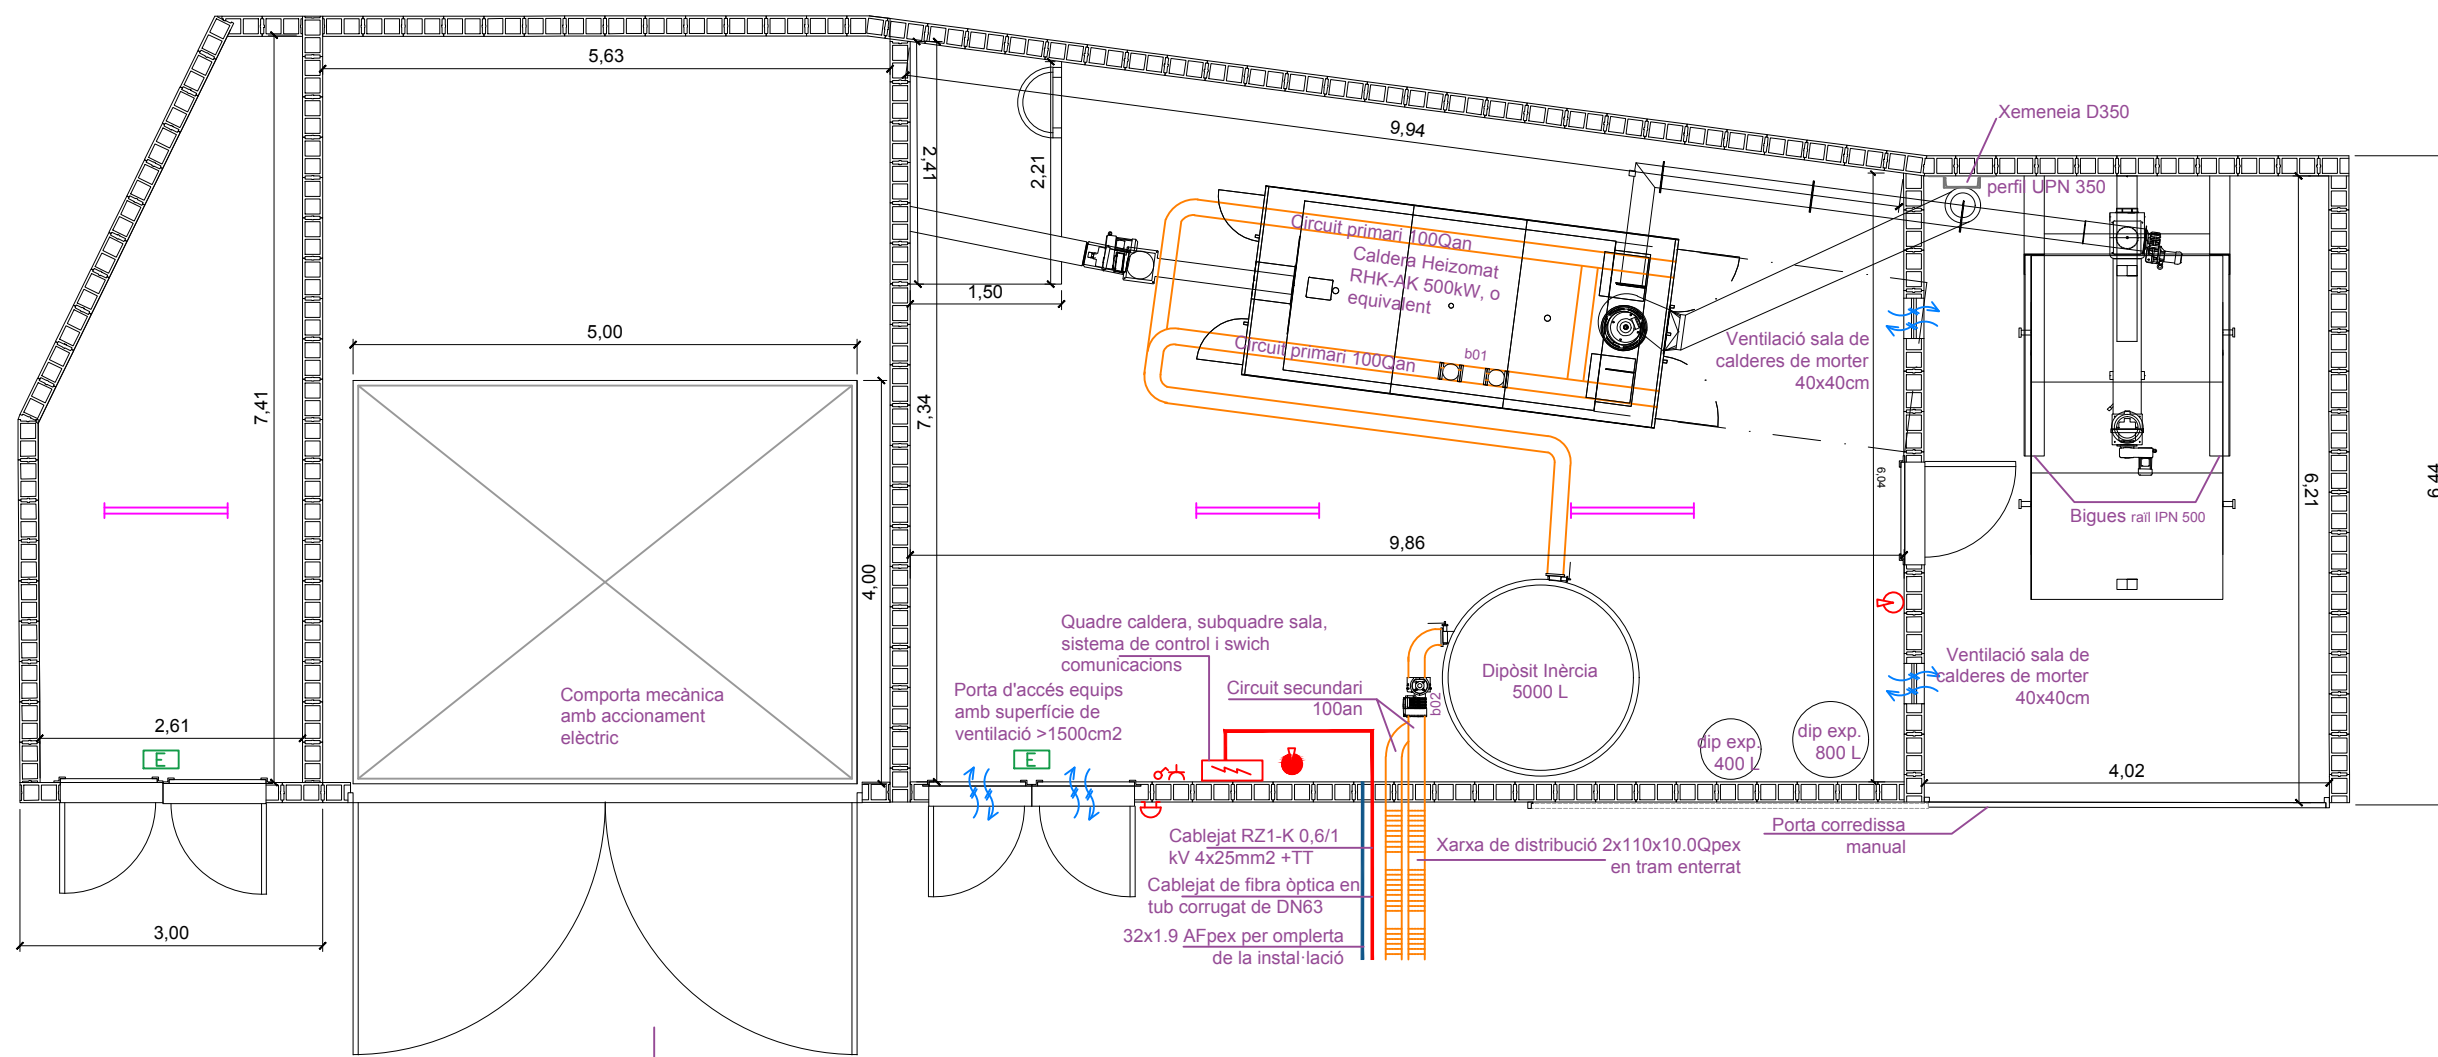 5,63
9,94
Xemeneia D350
perfil UPN 350
2,41
2,21
1,50
Circuit primari 100Qan
Caldera Heizomat
RHK-AK 500kW, o
equivalent
Circuit primari 100Qan
b01
Ventilació sala de
calderes de morter
40x40cm
5,00
7,41
7,34
4,00
6,04
6,21
6,44
Bigues raïl IPN 500
9,86
Quadre caldera, subquadre sala,
sistema de control i swich
comunicacions
Porta d'accés equips
amb superfície de
ventilació >1500cm2
Circuit secundari
100an
b02
Dipòsit Inèrcia
5000 L
dip exp.
400 L
dip exp.
800 L
Ventilació sala de
calderes de morter
40x40cm
Comporta mecànica
amb accionament
elèctric
2,61
E
E
4,02
3,00
Cablejat RZ1-K 0,6/1
kV 4x25mm2 +TT
Cablejat de fibra òptica en
tub corrugat de DN63
32x1.9 AFpex per omplerta
de la instal·lació
Xarxa de distribució 2x110x10.0Qpex
en tram enterrat
Porta corredissa
manual